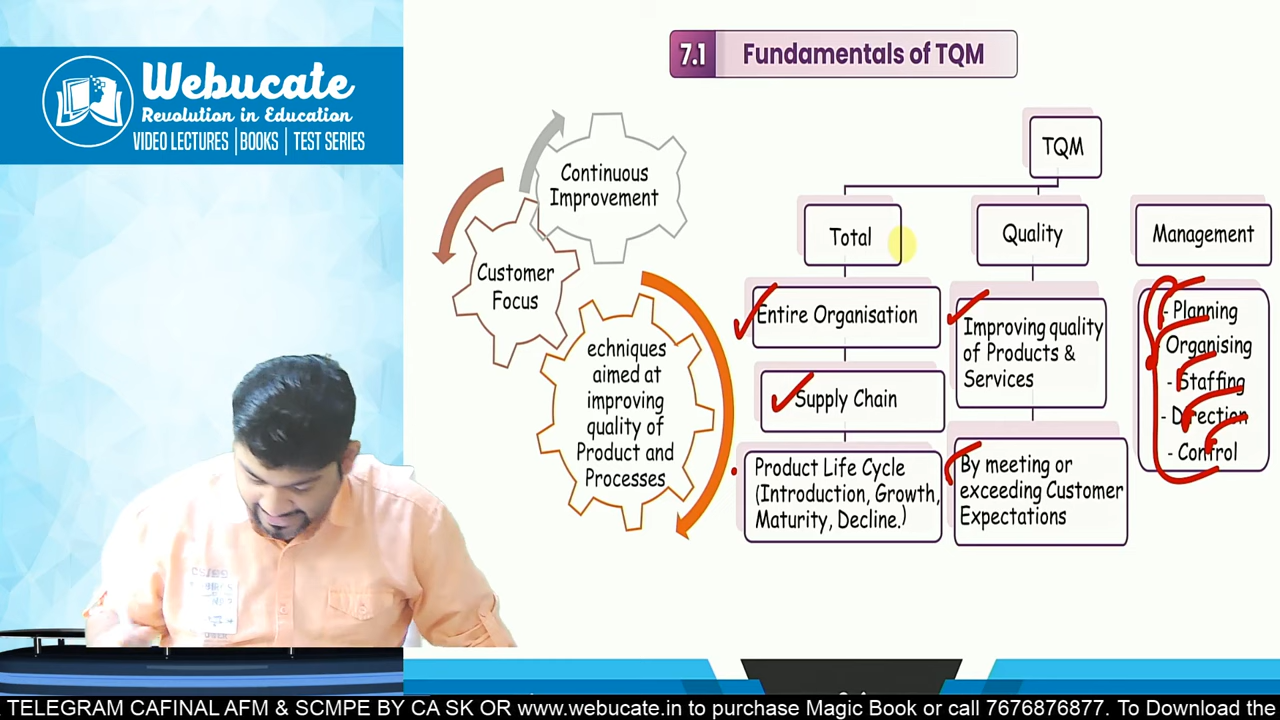 Webucate
Revolution in Education
VIDEO LECTURES | BOOKS | TEST SERIES
7.1 Fundamentals of TQM
Continuous
Improvement
Customer
Focus
echniques
aimed at
improving
quality of
Product and
Processes
TQM
Total
Entire Organisation
Supply Chain
Product Life Cycle
(Introduction, Growth,
Maturity, Decline.)
Quality
Improving quality
of Products &
Services
By meeting or
exceeding Customer
Expectations
Management
- Planning
Organising
- Staffing
- Direction
- Control
TELEGRAM CAFINAL AFM & SCMPE BY CA SK OR www.webucate.in to purchase Magic Book or call 7676876877. To Download the